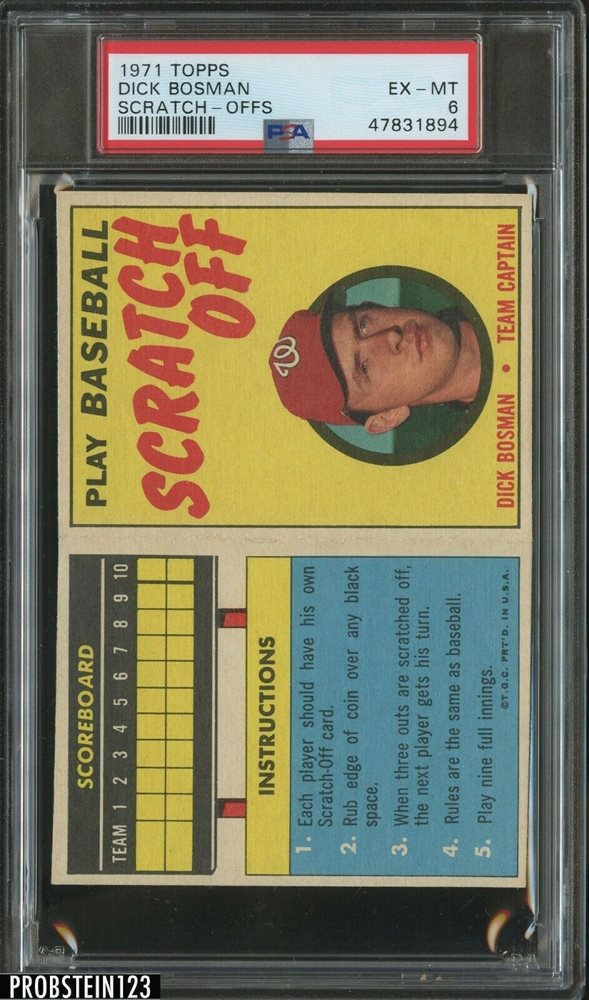 1971 TOPPS
DICK BOSMAN EX - MT
SCRATCH - OFFS 6
PSA 47831894
PLAY BASEBALL
SCRATCH
OFF
W
DICK BOSMAN • TEAM CAPTAIN
SCOREBOARD
TEAM 1 2 3 4 5 6 7 8 9 10
INSTRUCTIONS
1. Each player should have his own
Scratch-Off card.
2. Rub edge of coin over any black
space.
3. When three outs are scratched off,
the next player gets his turn.
4. Rules are the same as baseball.
5. Play nine full innings.
©T.G.C. PRT'D. IN U.S.A.
PROBSTEIN123